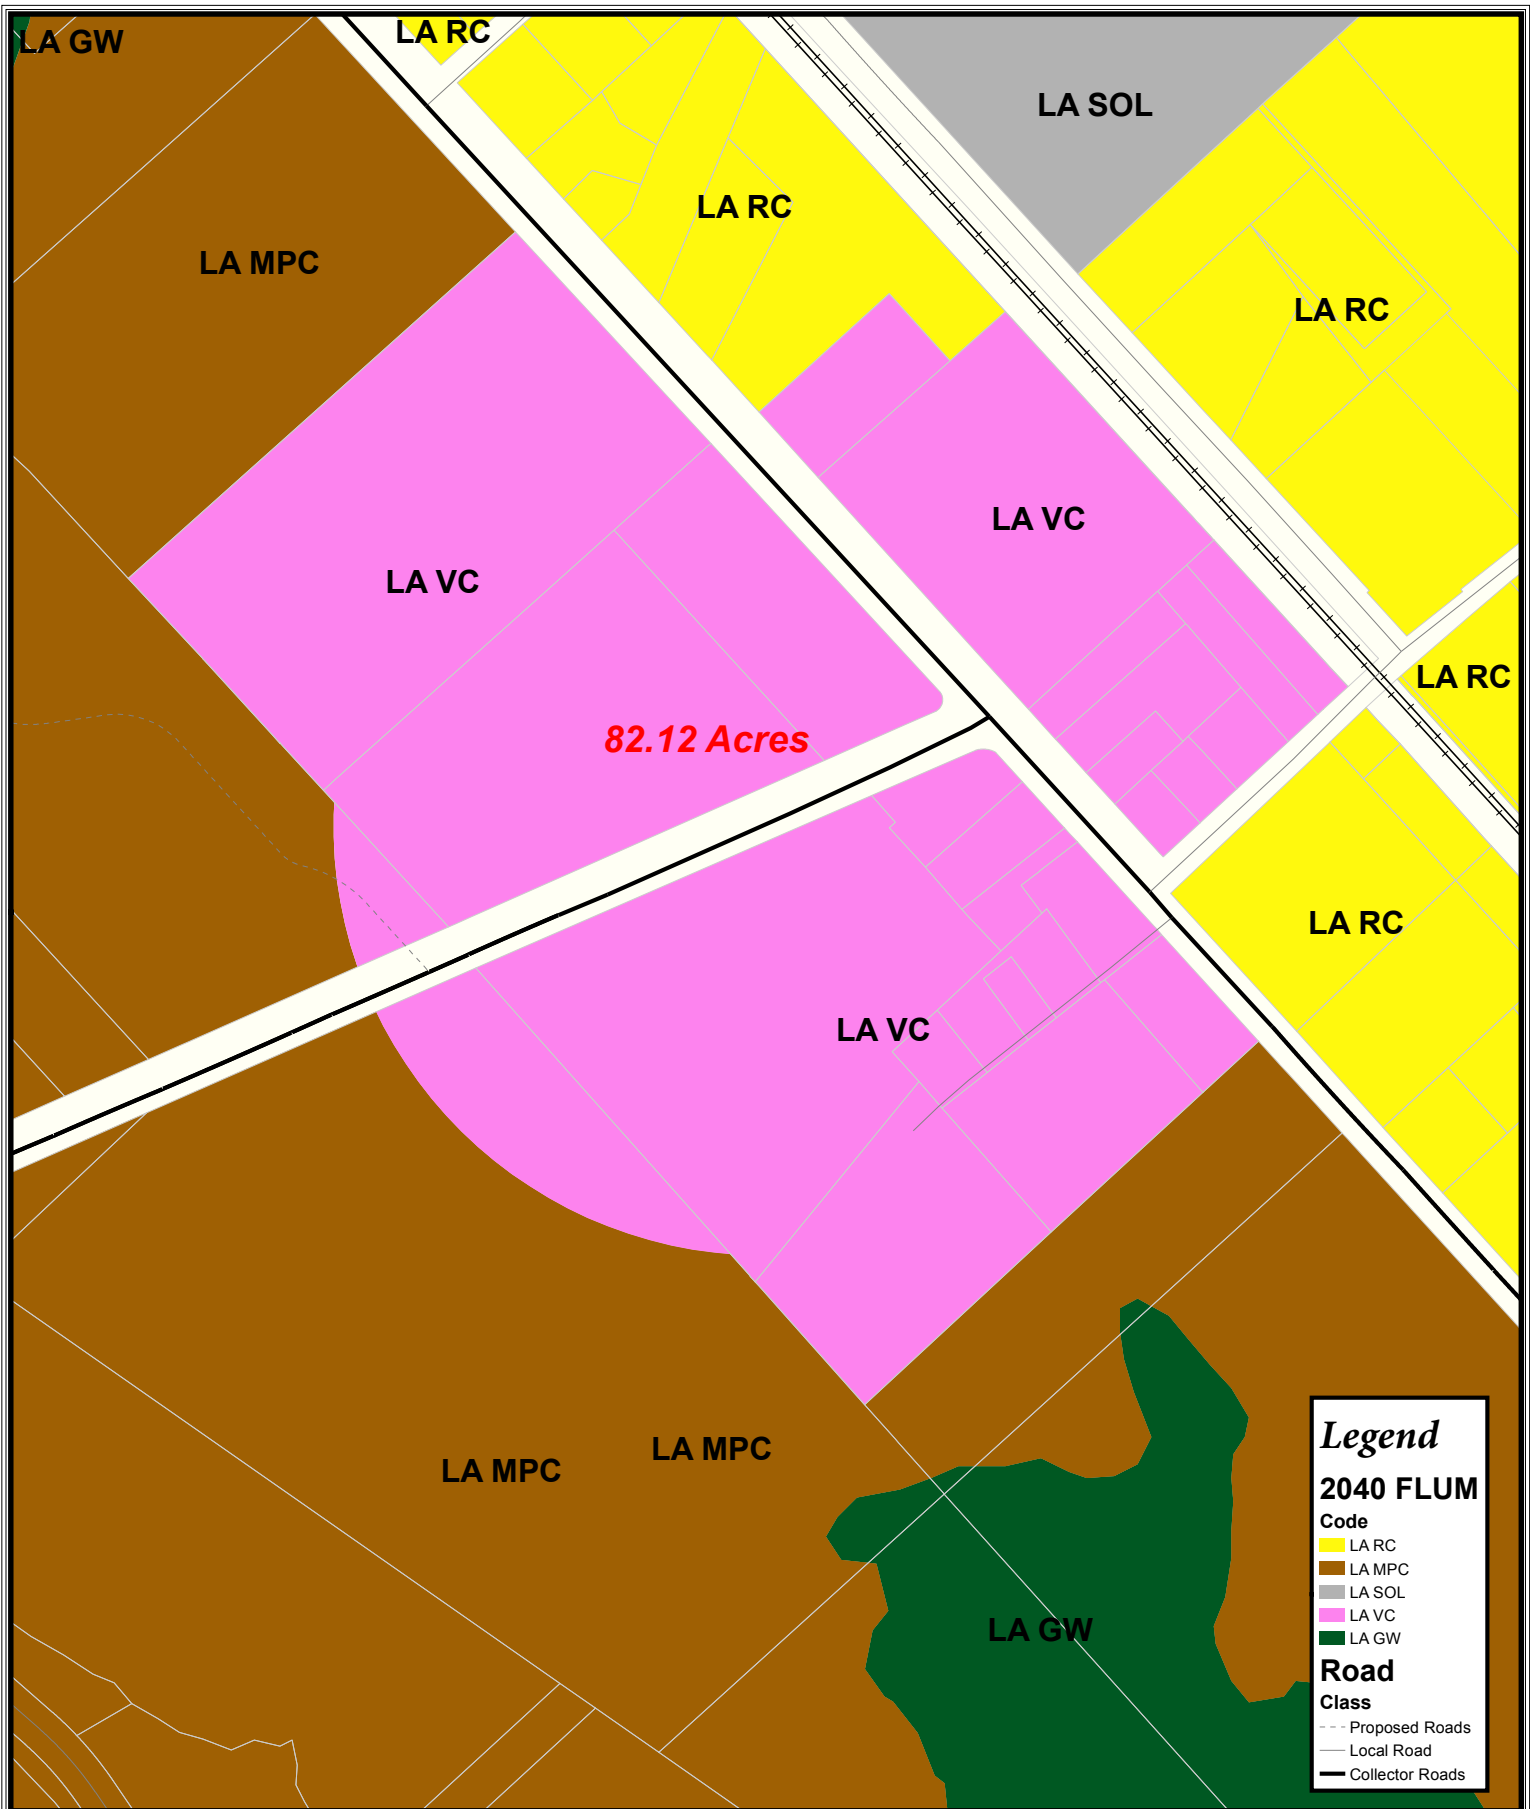 LA GW
LA RC
LA SOL
LA RC
LA MPC
LA RC
LA VC
LA VC
LA RC
82.12 Acres
LA RC
LA VC
LA MPC
LA MPC
LA GW
Legend
2040 FLUM
Code
LA RC
LA MPC
LA SOL
LA VC
LA GW
Road
Class
Proposed Roads
Local Road
Collector Roads